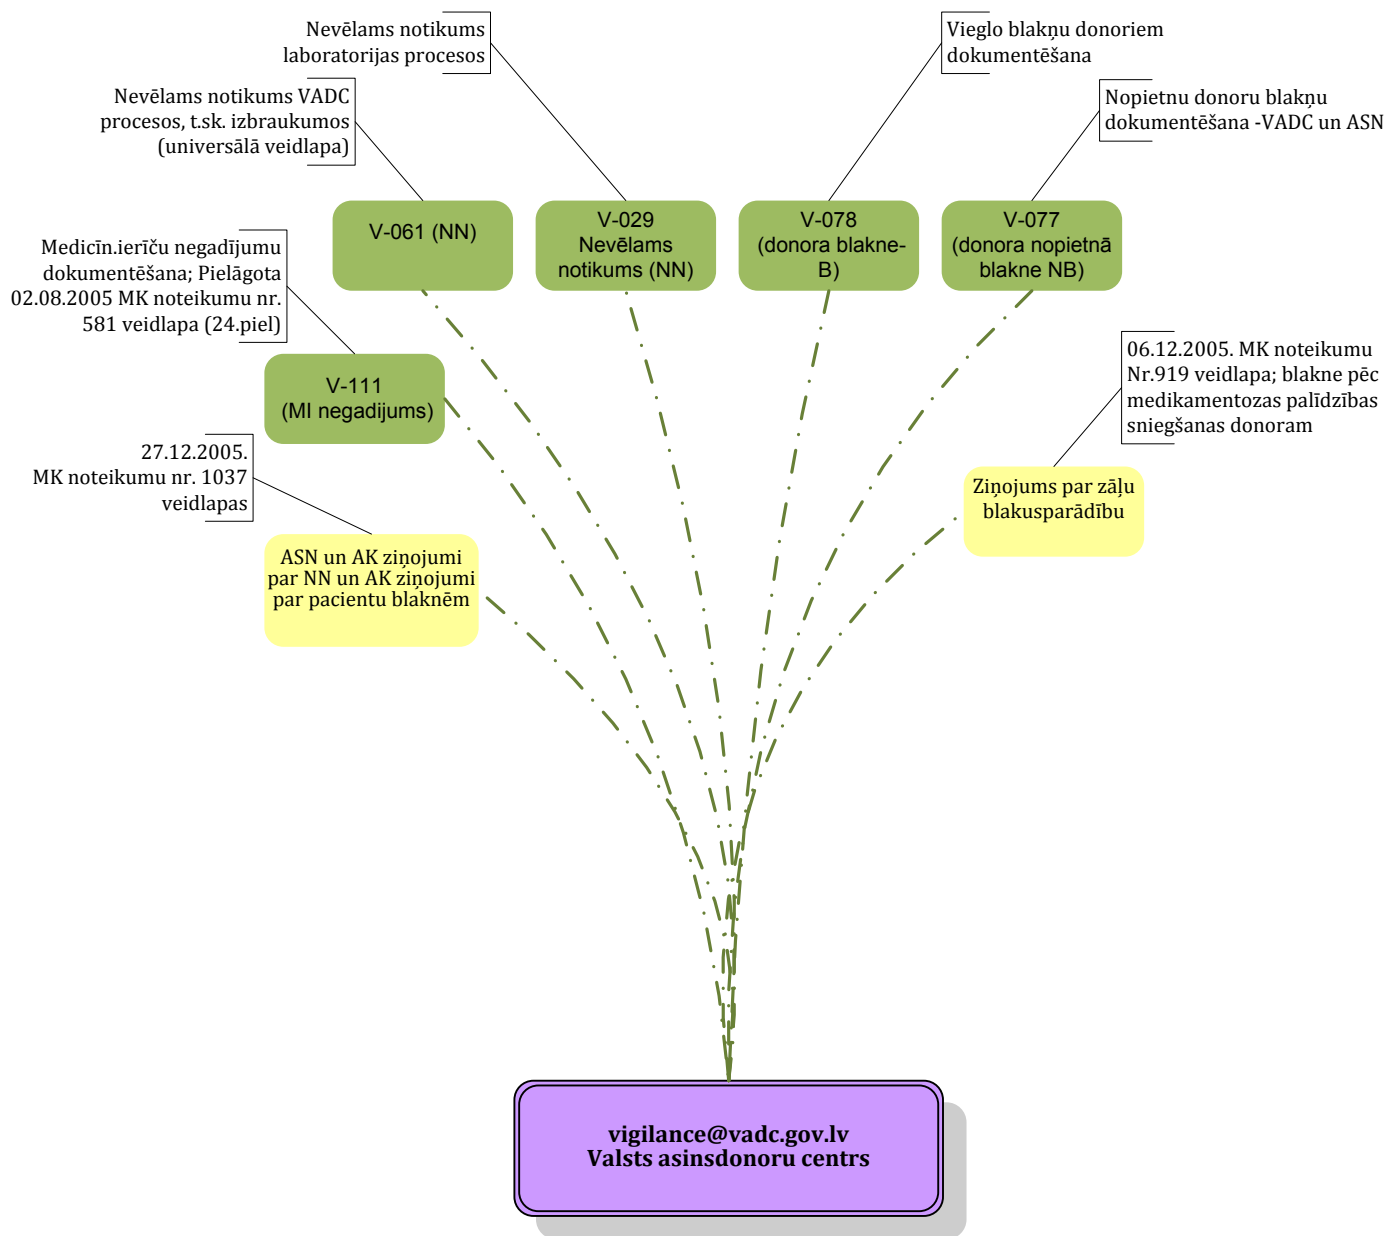 Nevēlams notikums
laboratorijas procesos
Vieglo blakņu donoriem
dokumentēšana
Nevēlams notikums VADC
procesos, t.sk. izbraukumos
(universālā veidlapa)
Nopietnu donoru blakņu
dokumentēšana -VADC un ASN
V-061 (NN)
V-029
Nevēlams
notikums (NN)
V-078
(donora blakne-
B)
V-077
(donora nopietnā
blakne NB)
Medicīn.ierīču negadījumu
dokumentēšana; Pielāgota
02.08.2005 MK noteikumu nr.
581 veidlapa (24.piel)
V-111
(MI negadijums)
06.12.2005. MK noteikumu
Nr.919 veidlapa; blakne pēc
medikamentozas palīdzības
sniegšanas donoram
27.12.2005.
MK noteikumu nr. 1037
veidlapas
Ziņojums par zāļu
blakusparādību
ASN un AK ziņojumi
par NN un AK ziņojumi
par pacientu blaknēm
vigilance@vadc.gov.lv
Valsts asinsdonoru centrs